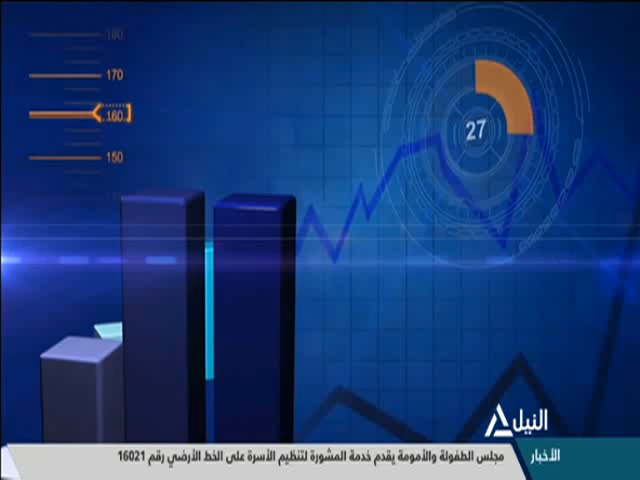 180
170
160
150
27
النيل
الأخبار
مجلس الطفولة والأمومة يقدم خدمة المشورة لتنظيم الأسرة على الخط الأرضي رقم 16021